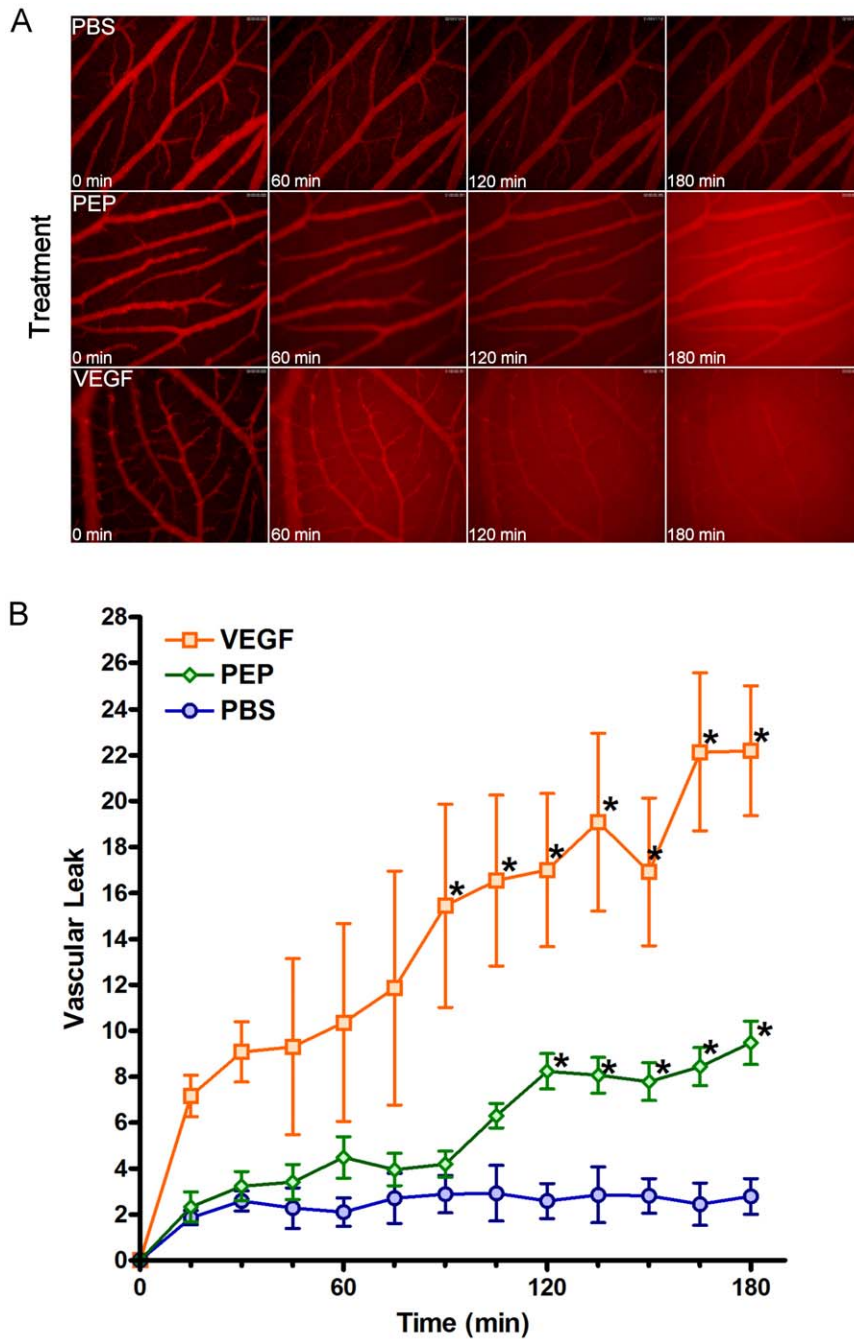 A
PBS
0 min
60 min
120 min
180 min
PEP
0 min
60 min
120 min
180 min
VEGF
0 min
60 min
120 min
180 min
Treatment
B
28
26
24
22
20
18
16
14
12
10
8
6
4
2
0
VEGF
PEP
PBS
* * * * * * *
* * * * *
Vascular Leak
0 60 120 180
Time (min)